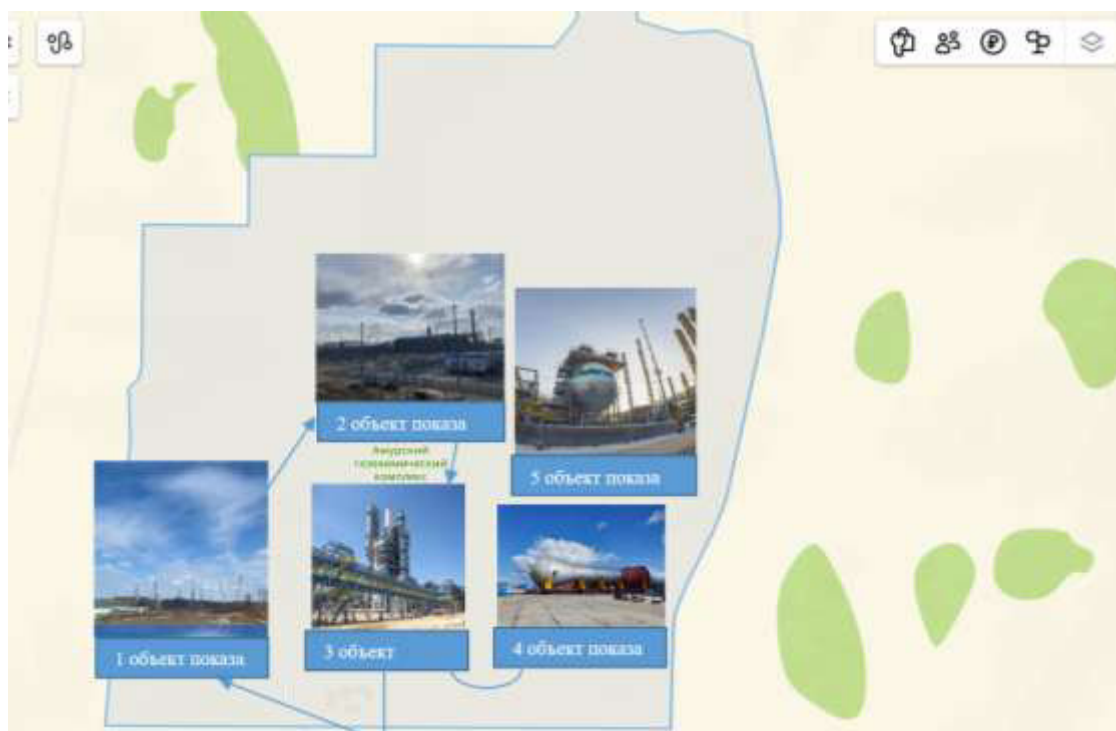 2 объект показа
Амурский
газохимический
комплекс
5 объект показа
1 объект показа
3 объект
4 объект показа